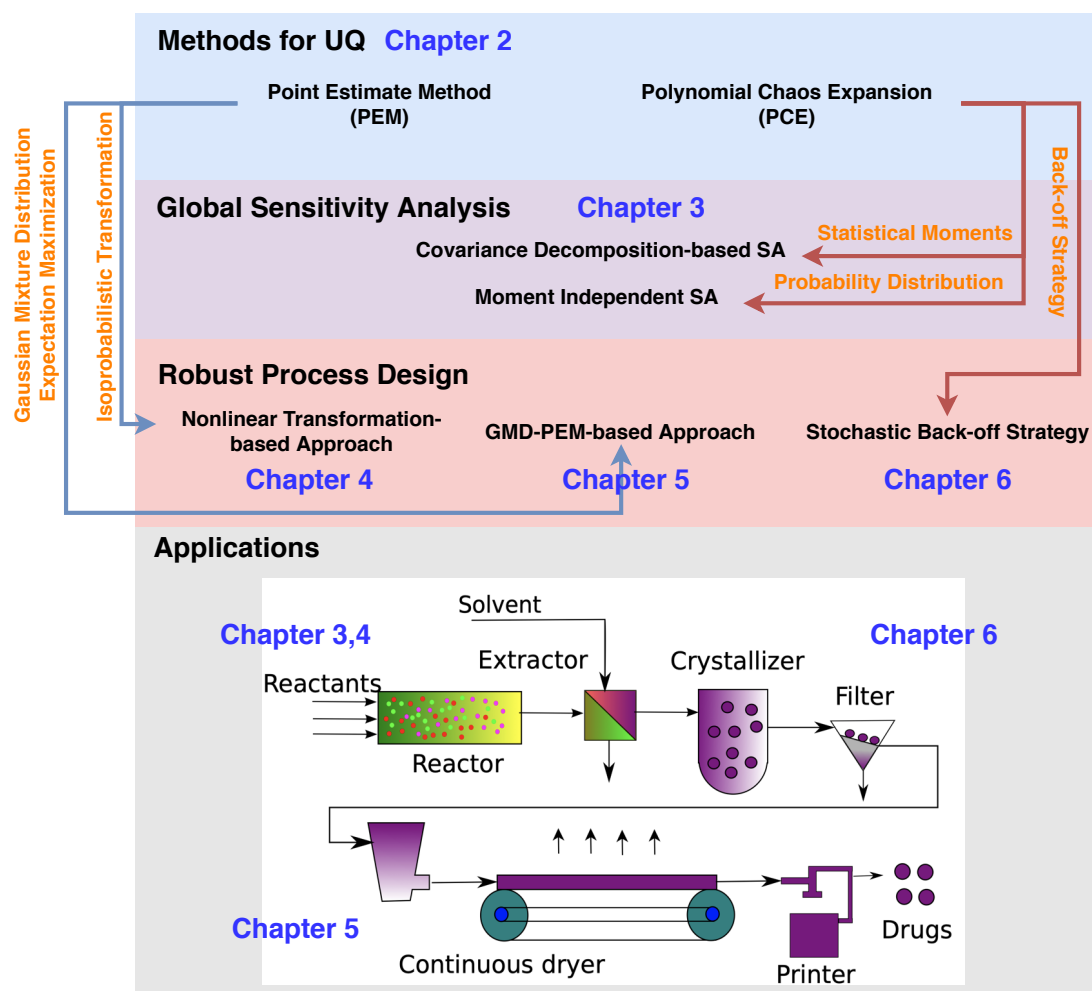 Methods for UQ Chapter 2
Point Estimate Method
(PEM)
Polynomial Chaos Expansion
(PCE)
Gaussian Mixture Distribution
Expectation Maximization
Isoprobabilistic Transformation
Back-off Strategy
Global Sensitivity Analysis Chapter 3
Covariance Decomposition-based SA
Statistical Moments
Moment Independent SA
Probability Distribution
Robust Process Design
Nonlinear Transformation-
based Approach
Chapter 4
GMD-PEM-based Approach
Chapter 5
Stochastic Back-off Strategy
Chapter 6
Applications
Chapter 3,4
Solvent
Chapter 6
Reactants
Extractor
Crystallizer
Filter
Reactor
Chapter 5
Continuous dryer
Printer
Drugs